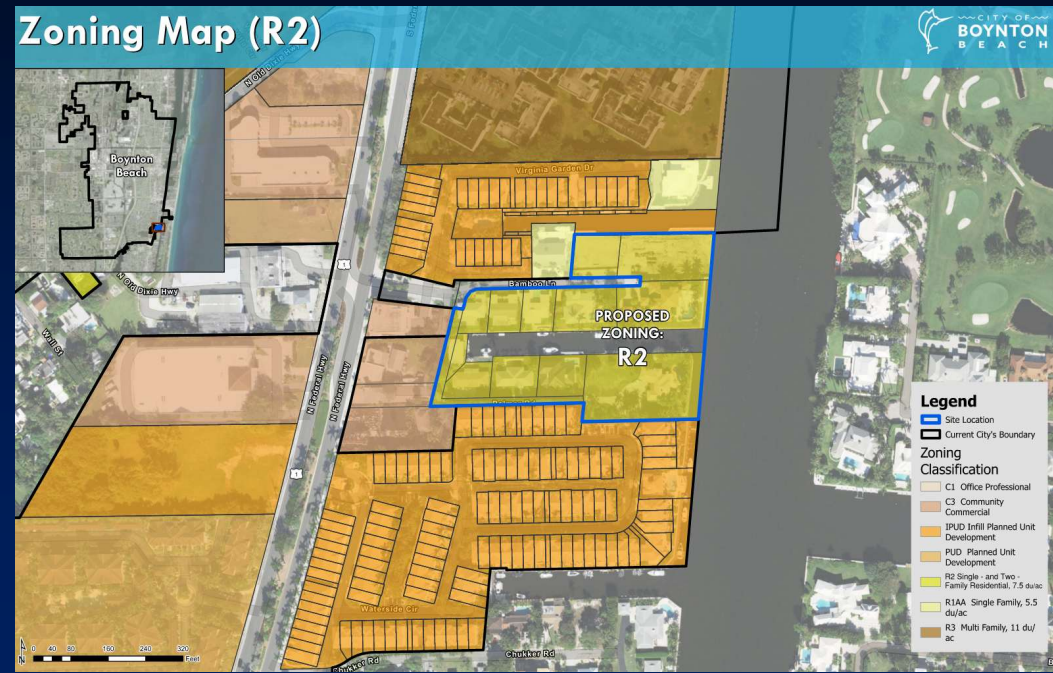 Zoning Map (R2)
CITY OF
BOYNTON
BEACH
N Old Dixie Hwy
Boynton
Beach
Virginia Garden Dr
1
N Old Dixie Hwy
Bamboo Ln
Wall St
PROPOSED
ZONING:
R2
N Federal Hwy
N Federal Hwy
1
Waterside Cir
Chukker Rd
Chukker Rd
Legend
Site Location
Current City's Boundary
Zoning
Classification
C1 Office Professional
C3 Community
Commercial
IPUD Infill Planned Unit
Development
PUD Planned Unit
Development
R2 Single - and Two -
Family Residential, 7.5 du/ac
R1AA Single Family, 5.5
du/ac
R3 Multi Family, 11 du/
ac
N
0 40 80 160 240 320
Feet